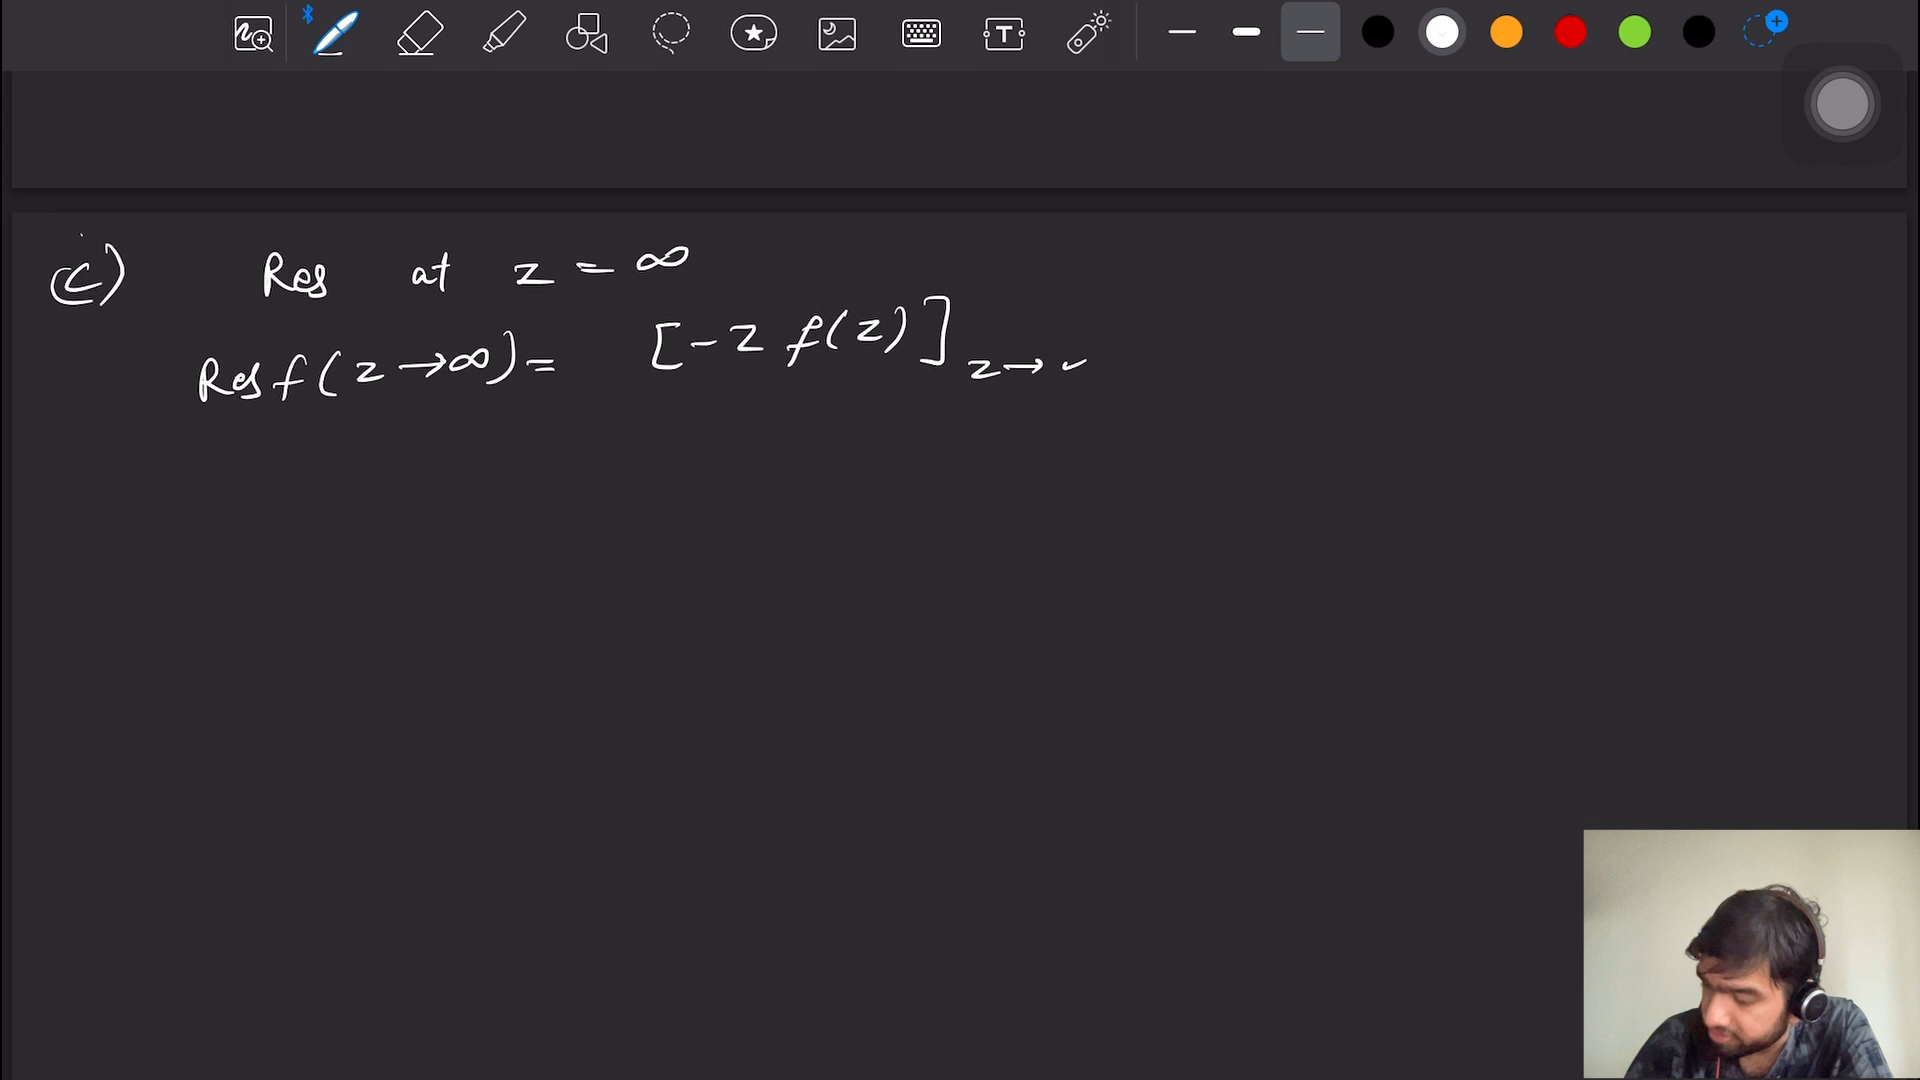 (c) Res at z = ∞
Res f(z→∞) = [-z f(z)] z→